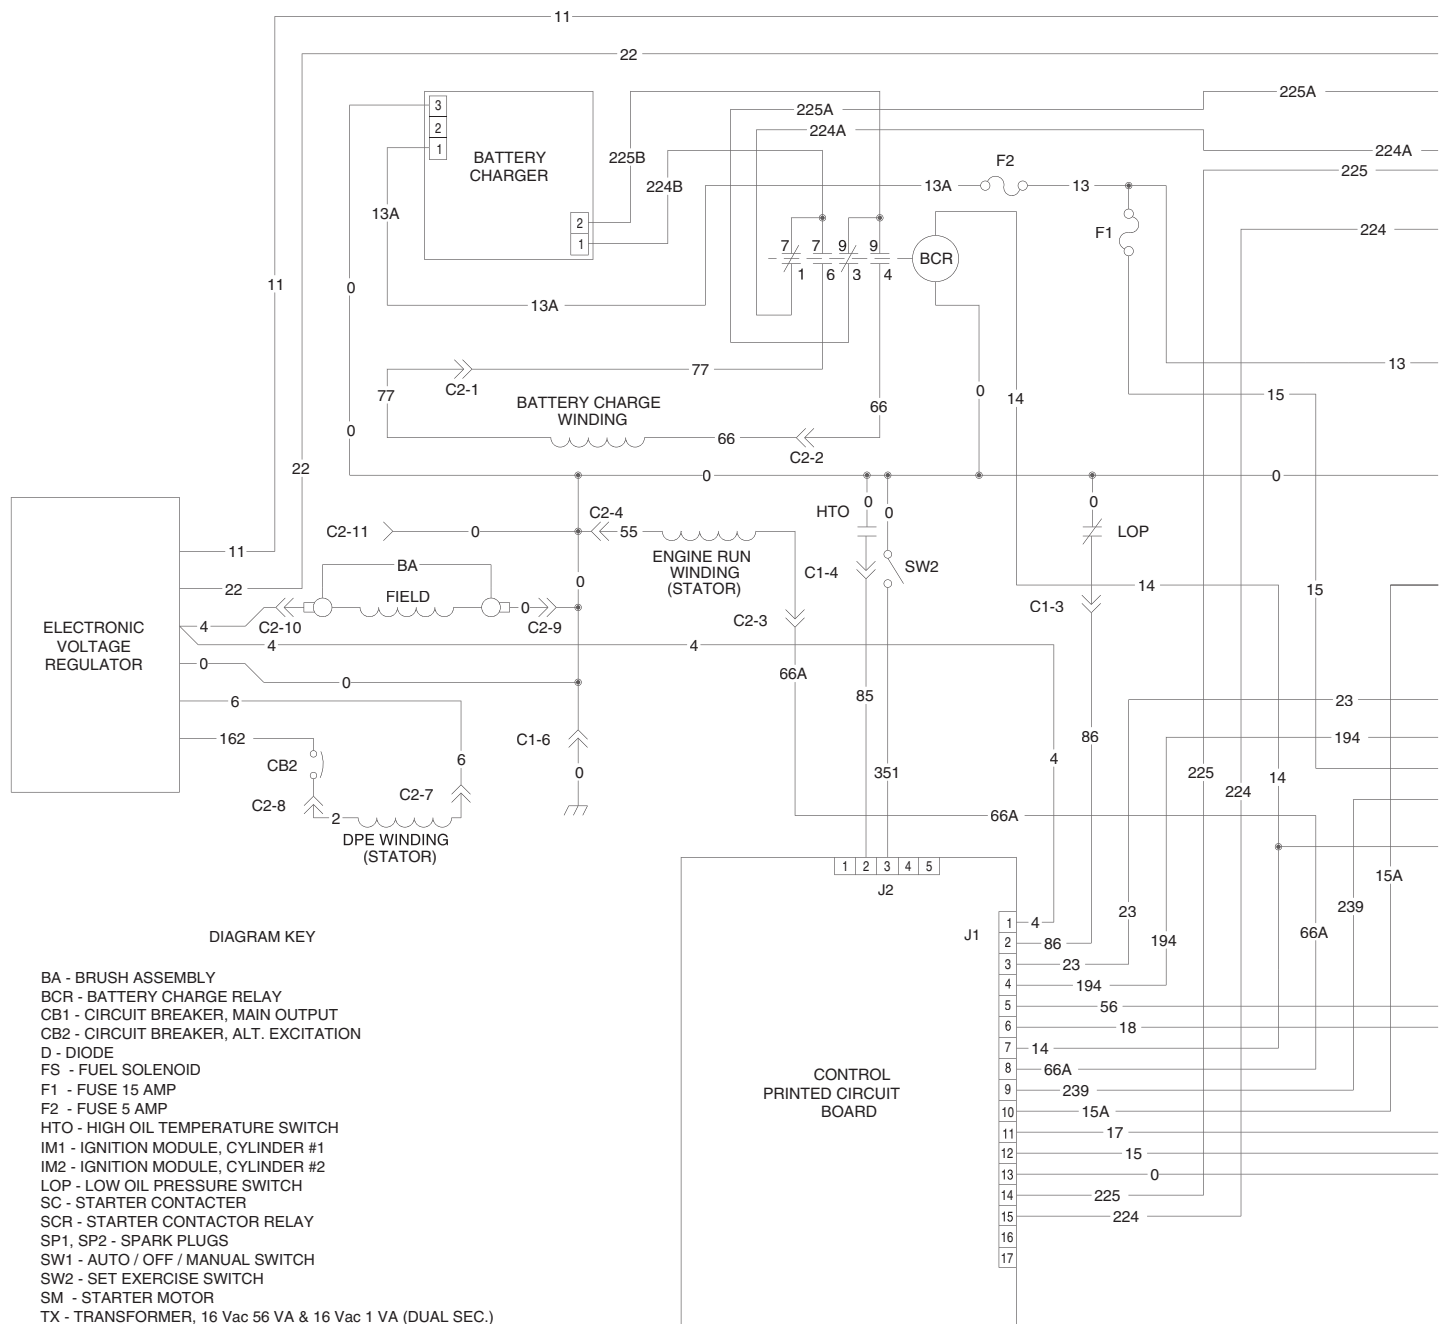 11
22
225A
225A
224A
224A
225
3
2
1
BATTERY
CHARGER
225B
224B
F2
13A
13
13A
2
1
F1
224
7
7
9
9
BCR
1
6
3
4
11
0
13A
13
77
C2-1
77
0
14
15
BATTERY CHARGE
WINDING
66
0
66
C2-2
22
0
0
C2-11
0
C2-4
55
HTO
0
0
0
LOP
11
BA
ENGINE RUN
WINDING
(STATOR)
C1-4
SW2
14
22
FIELD
0
C1-3
15
4
C2-10
0
C2-9
C2-3
ELECTRONIC
VOLTAGE
REGULATOR
4
4
0
0
66A
85
6
23
162
C1-6
86
194
CB2
6
0
351
4
225
14
C2-8
C2-7
224
2
66A
DPE WINDING
(STATOR)
1 2 3 4 5
J2
15A
23
239
DIAGRAM KEY
J1
1
4
66A
2
86
194
3
23
4
194
5
56
6
18
7
14
8
66A
9
239
10
15A
11
17
12
15
13
0
14
225
15
224
16
17
CONTROL
PRINTED CIRCUIT
BOARD
BA - BRUSH ASSEMBLY
BCR - BATTERY CHARGE RELAY
CB1 - CIRCUIT BREAKER, MAIN OUTPUT
CB2 - CIRCUIT BREAKER, ALT. EXCITATION
D - DIODE
FS - FUEL SOLENOID
F1 - FUSE 15 AMP
F2 - FUSE 5 AMP
HTO - HIGH OIL TEMPERATURE SWITCH
IM1 - IGNITION MODULE, CYLINDER #1
IM2 - IGNITION MODULE, CYLINDER #2
LOP - LOW OIL PRESSURE SWITCH
SC - STARTER CONTACTER
SCR - STARTER CONTACTOR RELAY
SP1, SP2 - SPARK PLUGS
SW1 - AUTO / OFF / MANUAL SWITCH
SW2 - SET EXERCISE SWITCH
SM - STARTER MOTOR
TX - TRANSFORMER, 16 Vac 56 VA & 16 Vac 1 VA (DUAL SEC.)